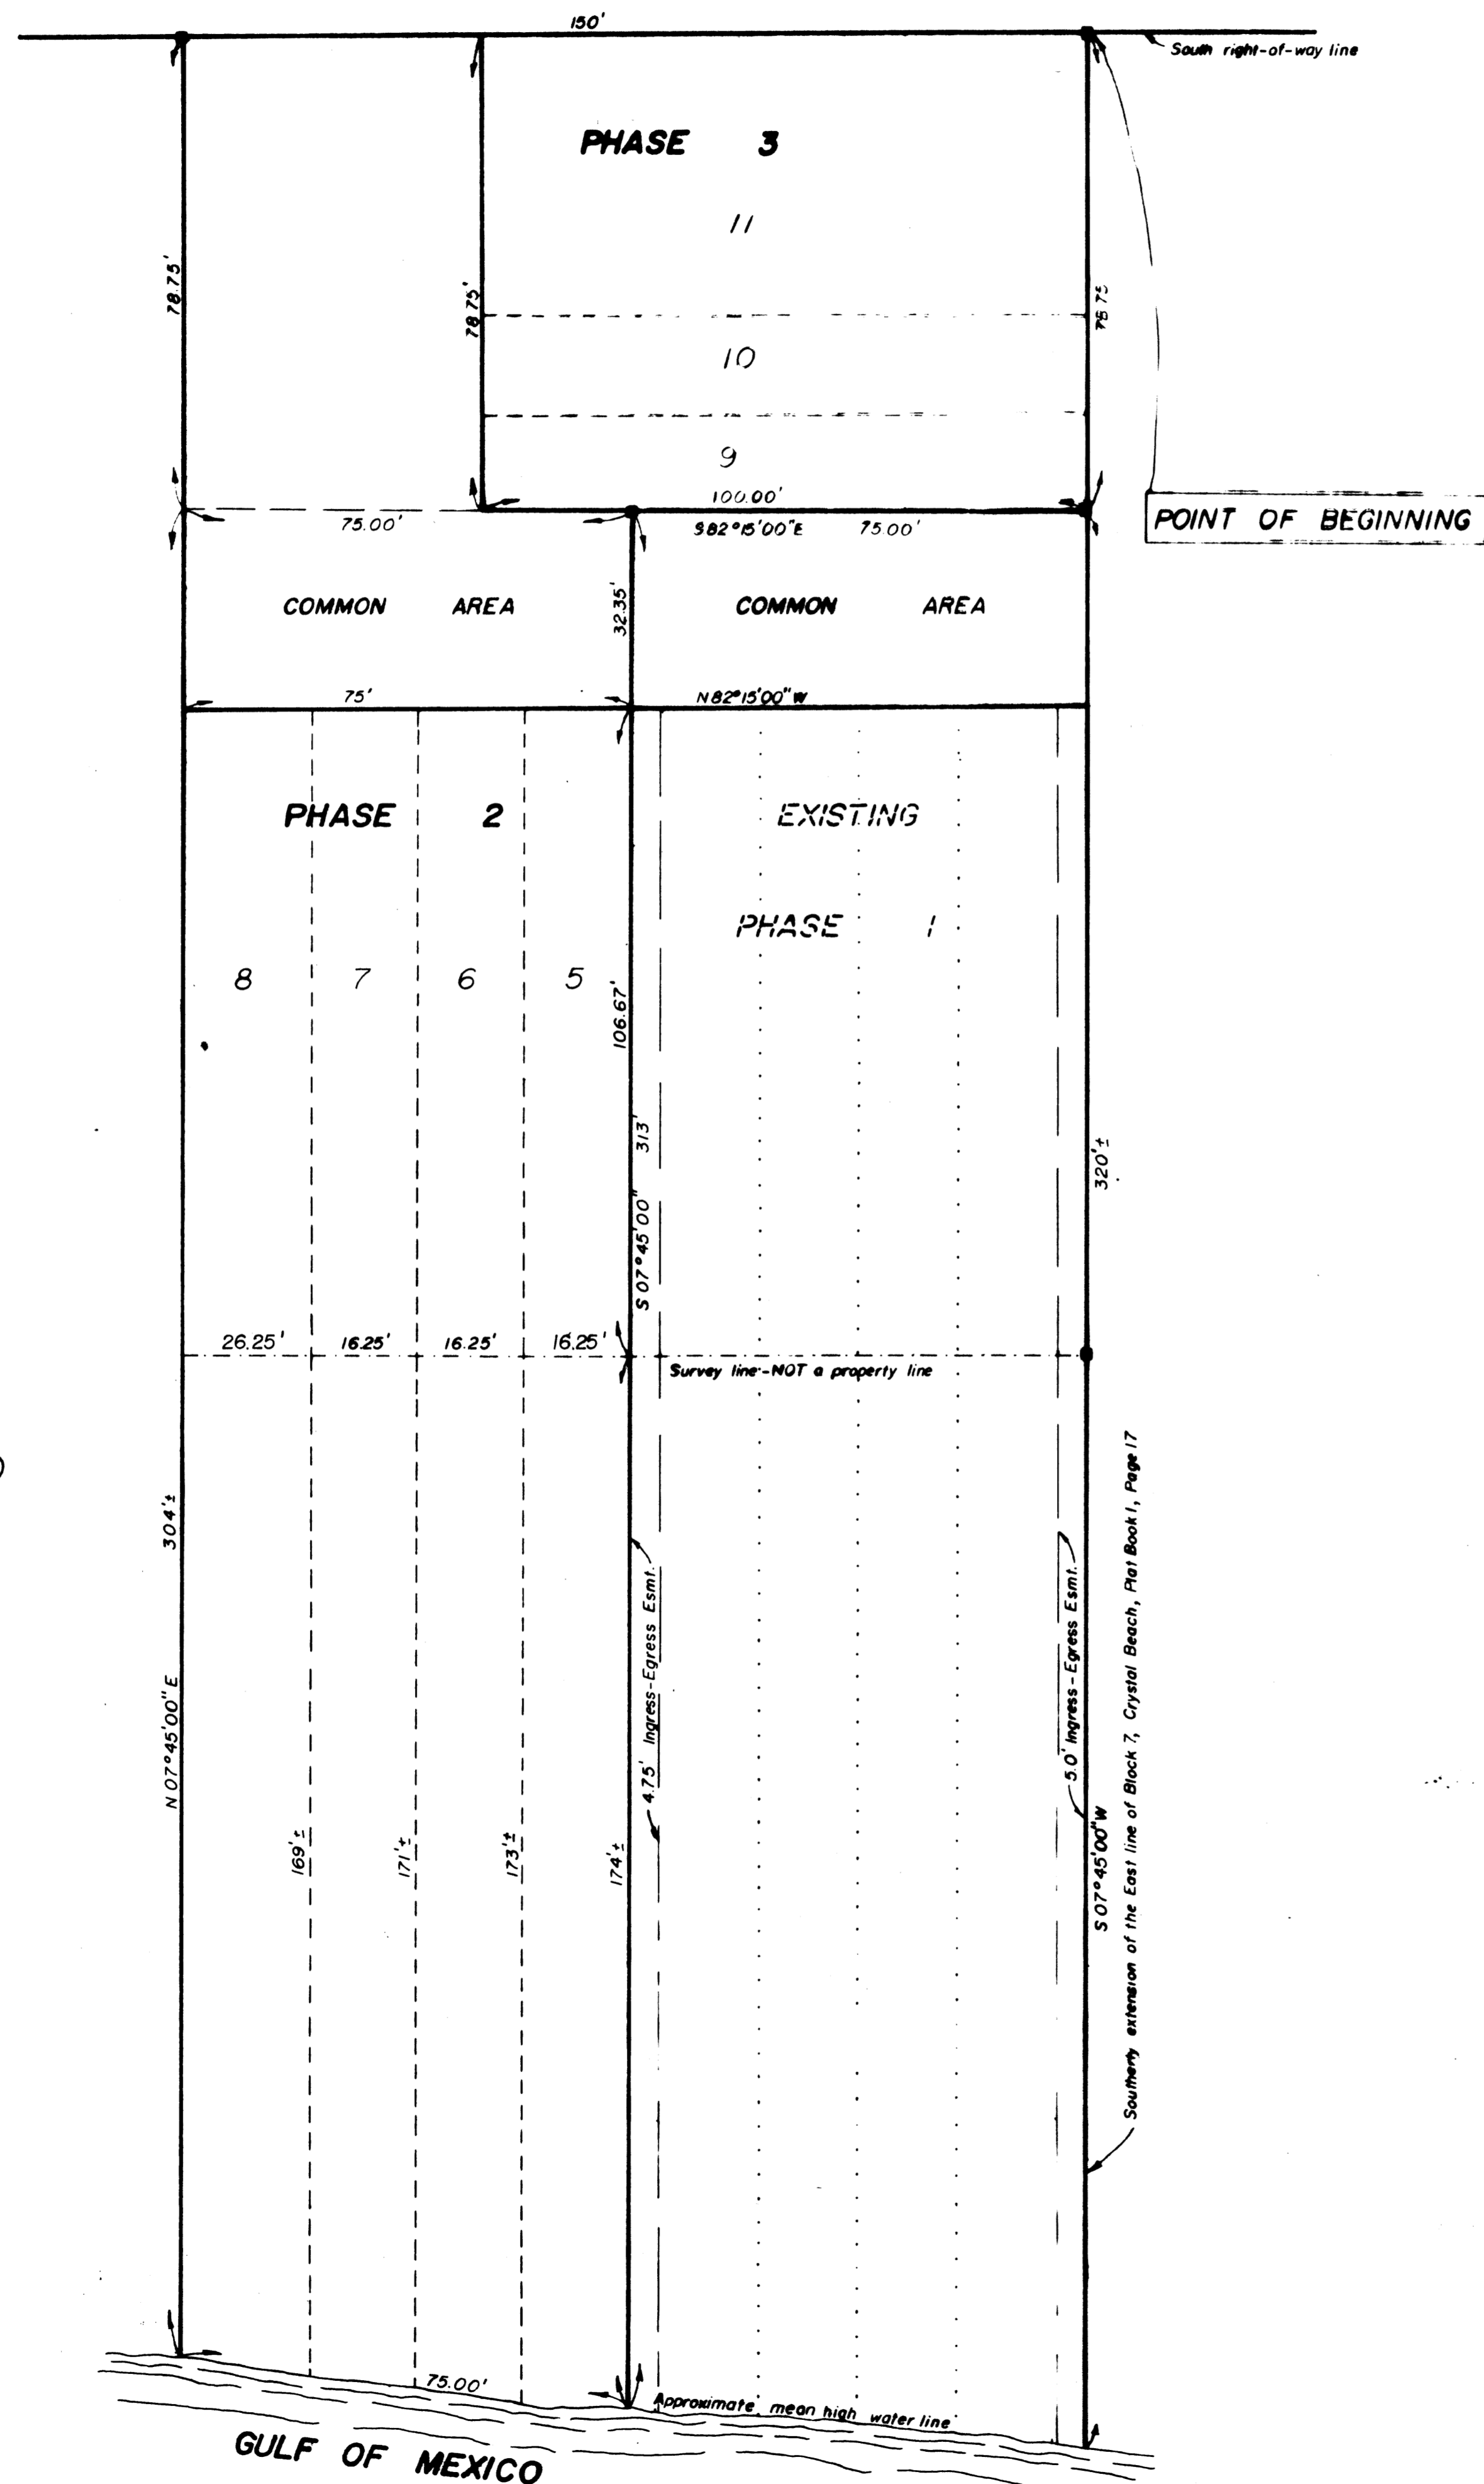 150'
South right-of-way line
PHASE 3
11
78.75'
78.75'
78.75
10
9
100.00'
75.00'
S 82°15'00"E 75.00'
POINT OF BEGINNING
COMMON AREA
32.35'
COMMON AREA
75'
N 82°15'00" W
PHASE 2
EXISTING
PHASE 1
8 7 6 5
106.67'
313'
S 07°45'00"
320'±
26.25' 16.25' 16.25' 16.25'
Survey line-NOT a property line
304'±
N 07°45'00" E
4.75' Ingress-Egress Esmt.
5.0' Ingress-Egress Esmt.
Southerly extension of the East line of Block 7, Crystal Beach, Plat Book 1, Page 17
S 07°45'00"W
169'±
171'±
173'±
174'±
75.00'
Approximate mean high water line
GULF OF MEXICO